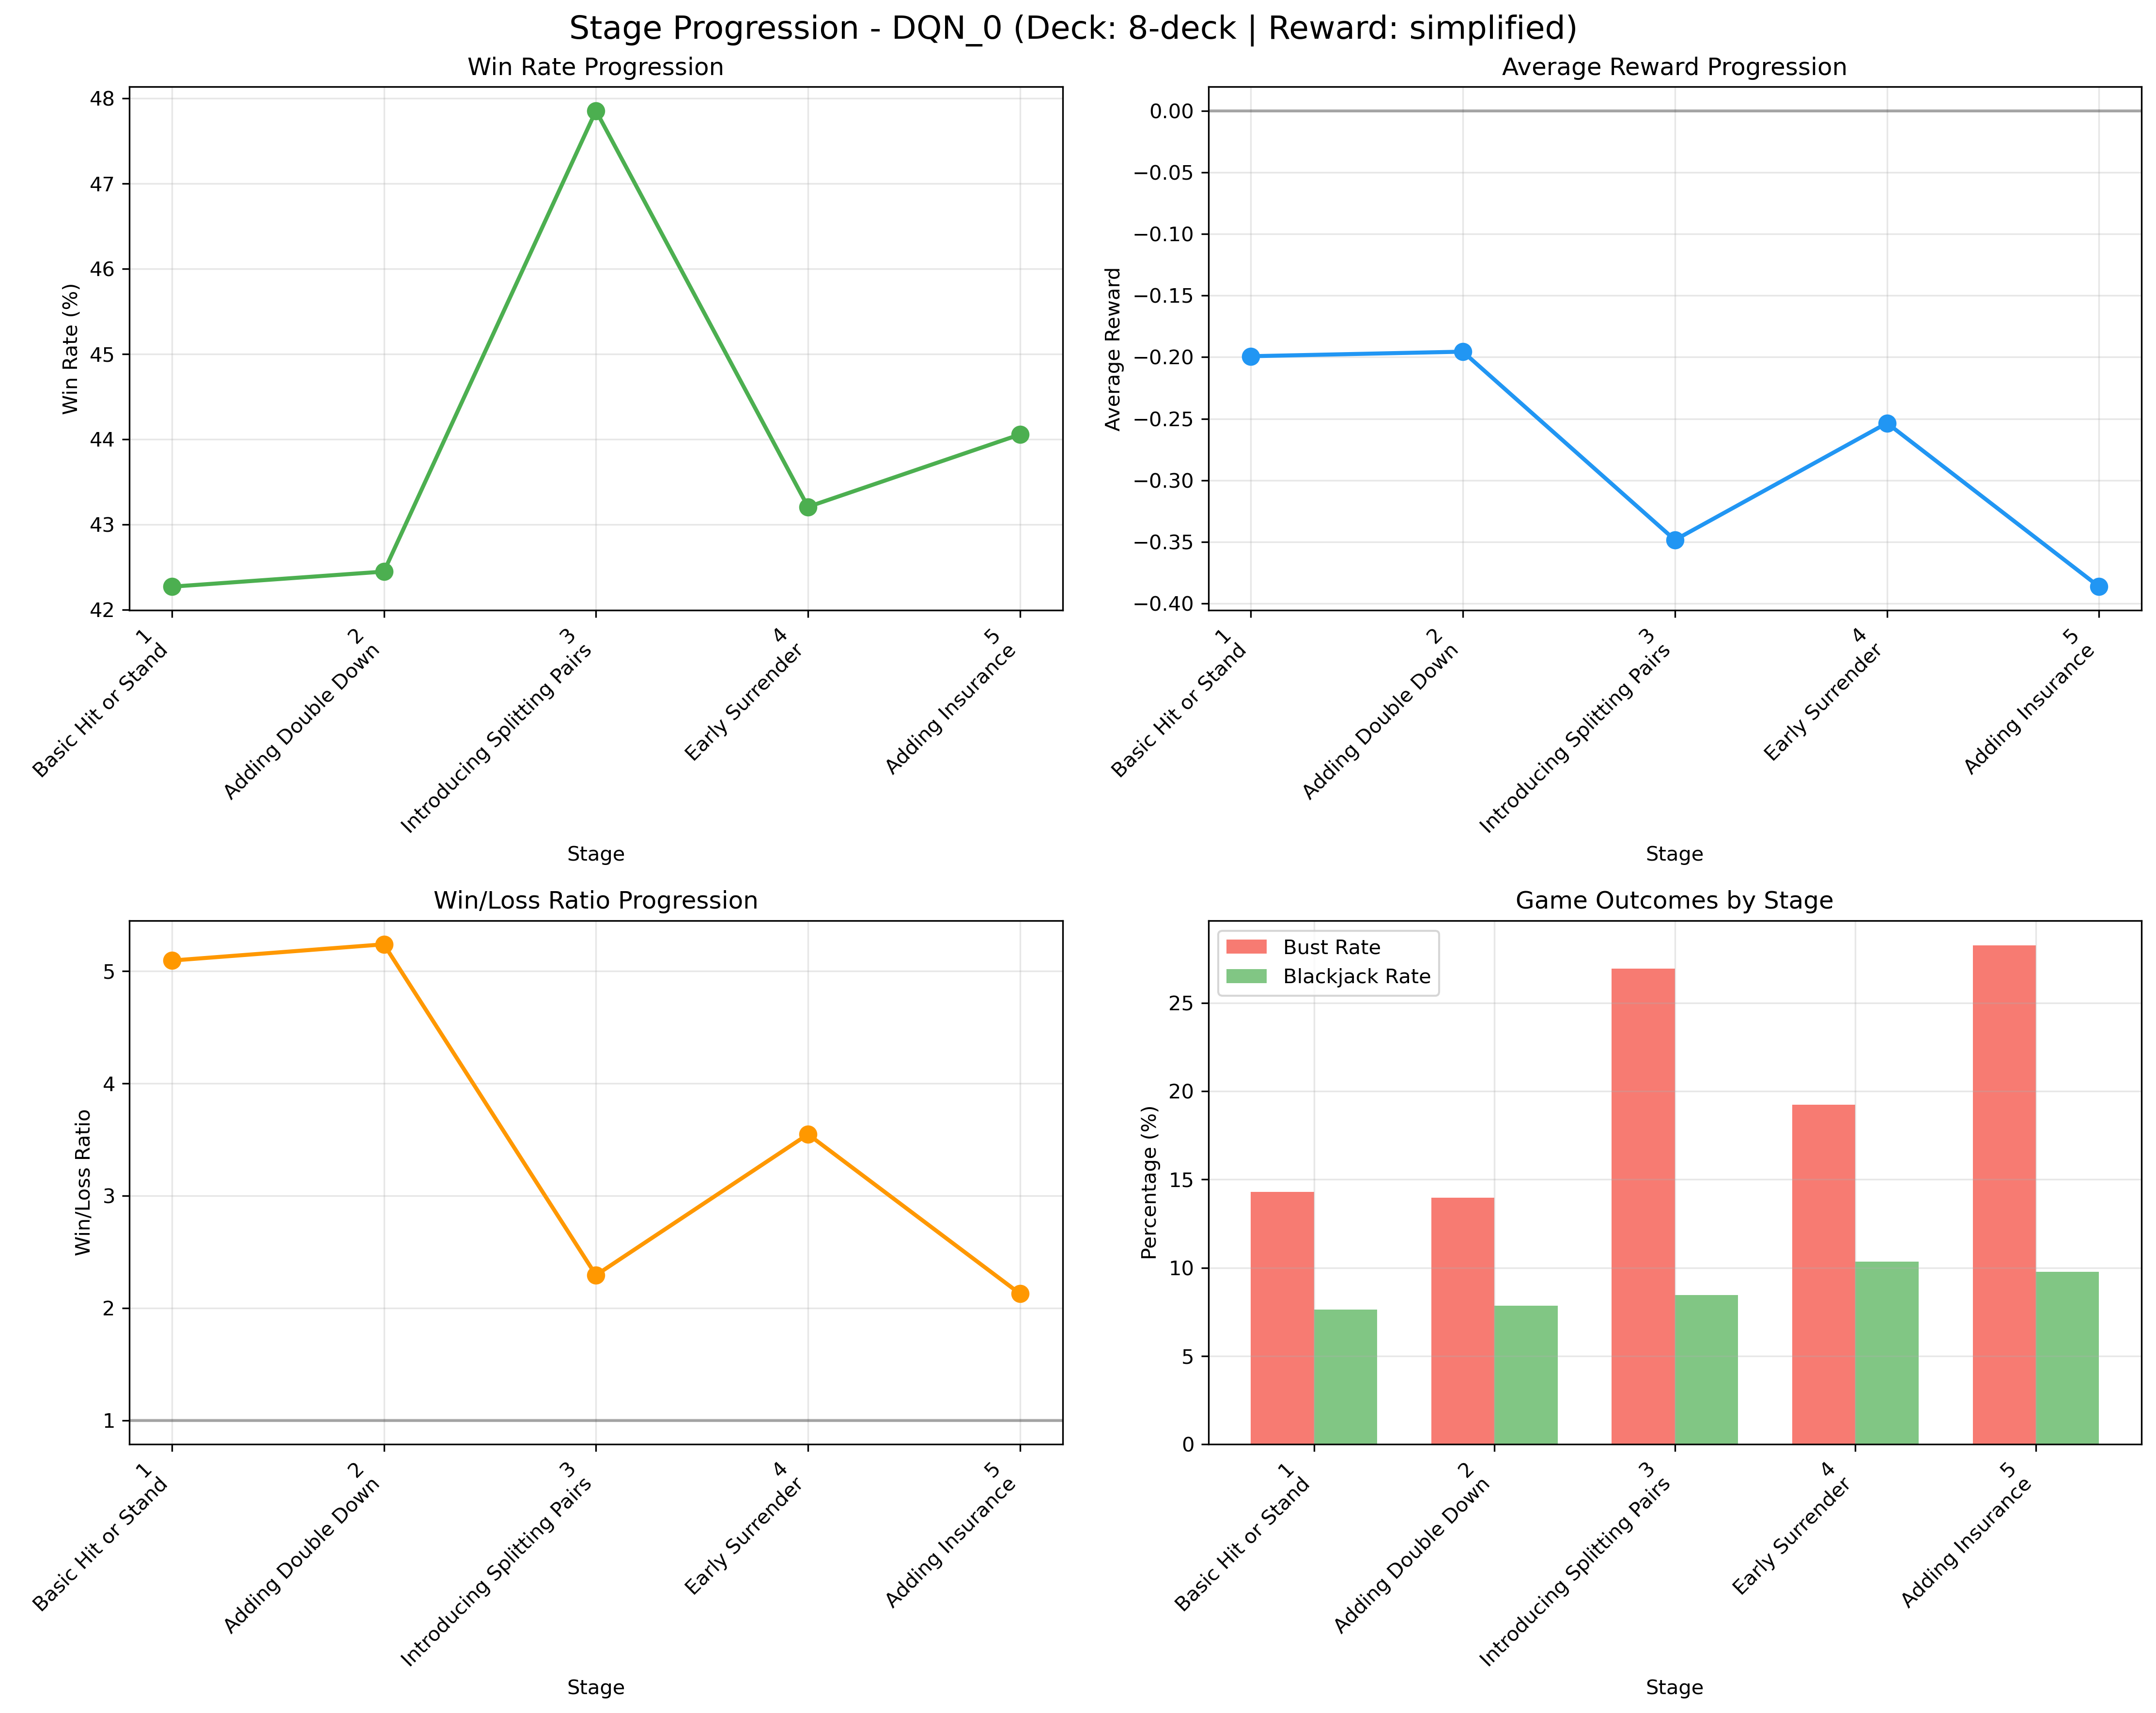 Stage Progression - DQN_0 (Deck: 8-deck | Reward: simplified)
Win Rate Progression
Win Rate (%)
48
47
46
45
44
43
42
1
Basic Hit or Stand
2
Adding Double Down
3
Introducing Splitting Pairs
4
Early Surrender
5
Adding Insurance
Stage
Average Reward Progression
Average Reward
0.00
−0.05
−0.10
−0.15
−0.20
−0.25
−0.30
−0.35
−0.40
1
Basic Hit or Stand
2
Adding Double Down
3
Introducing Splitting Pairs
4
Early Surrender
5
Adding Insurance
Stage
Win/Loss Ratio Progression
Win/Loss Ratio
5
4
3
2
1
1
Basic Hit or Stand
2
Adding Double Down
3
Introducing Splitting Pairs
4
Early Surrender
5
Adding Insurance
Stage
Game Outcomes by Stage
Bust Rate
Blackjack Rate
Percentage (%)
25
20
15
10
5
0
1
Basic Hit or Stand
2
Adding Double Down
3
Introducing Splitting Pairs
4
Early Surrender
5
Adding Insurance
Stage